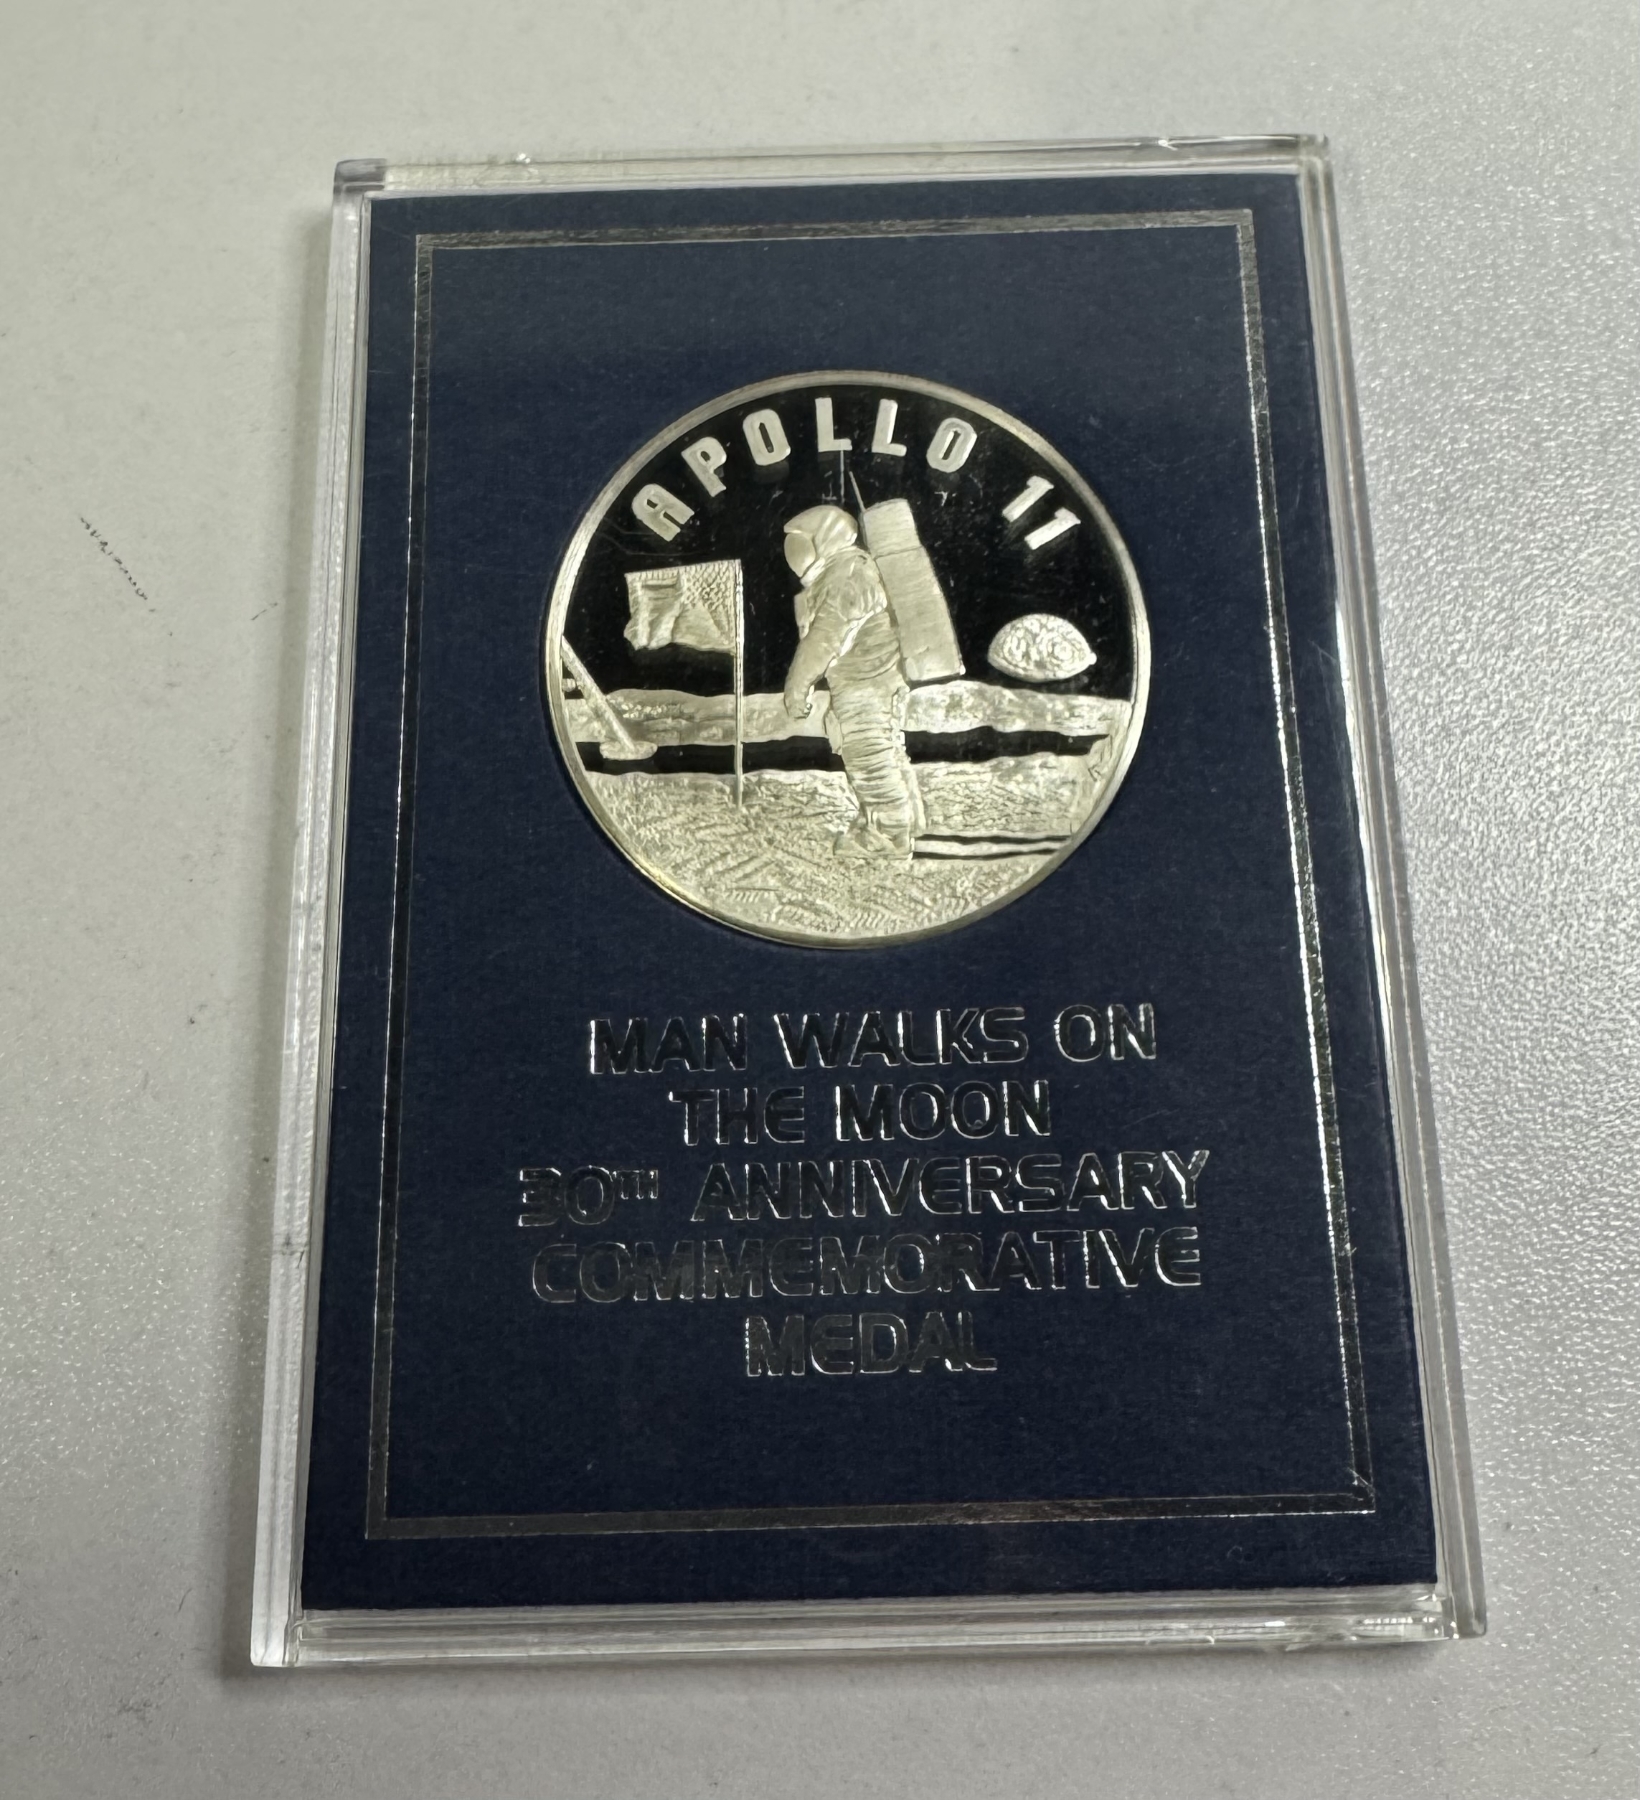 APOLLO 11
MAN WALKS ON
THE MOON
30TH ANNIVERSARY
COMMEMORATIVE
MEDAL